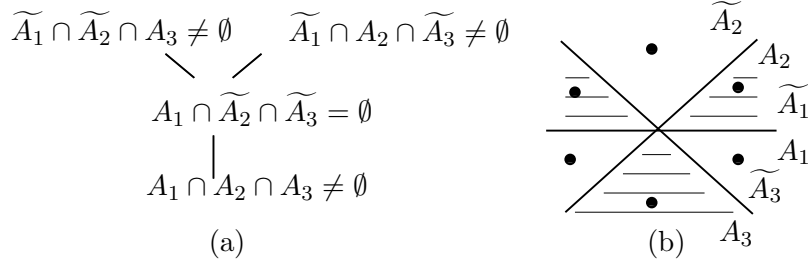 $\widetilde{A_1} \cap \widetilde{A_2} \cap A_3 \neq \emptyset$ $\widetilde{A_1} \cap A_2 \cap \widetilde{A_3} \neq \emptyset$
$A_1 \cap \widetilde{A_2} \cap \widetilde{A_3} = \emptyset$
$A_1 \cap A_2 \cap A_3 \neq \emptyset$
(a)
$\widetilde{A_2}$
$A_2$
$\widetilde{A_1}$
$A_1$
$\widetilde{A_3}$
$A_3$
(b)